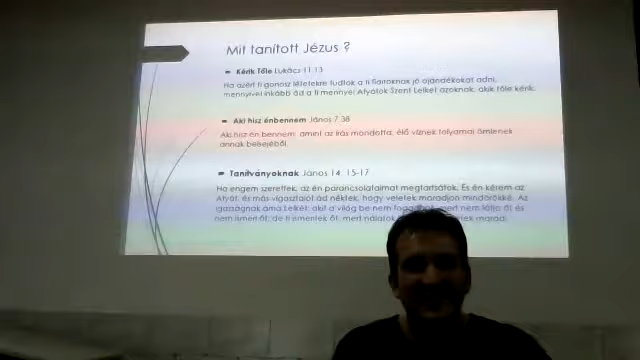 Mit tanított Jézus ?
Kérik Tőle Lukács 11:13
Ha azért ti gonosz létetekre tudtok a ti fiaitoknak jó ajándékokat adni,
mennyivel inkább ád a ti mennyei Atyátok Szent Lelket azoknak, akik tőle kérik.
Aki hisz énbennem János 7:38
Aki hisz én bennem, amint az írás mondotta, élő víznek folyamai ömlenek
annak belsejéből.
Tanítványoknak János 14: 15-17
Ha engem szerettek, az én parancsolataimat megtartsátok. És én kérem az
Atyát, és más vigasztalót ád néktek, hogy veletek maradjon mindörökké. Az
igazságnak ama Lelkét: akit a világ be nem mert nem látja őt és
nem ismeri őt; de ti ismeritek őt, mert nálatok marad